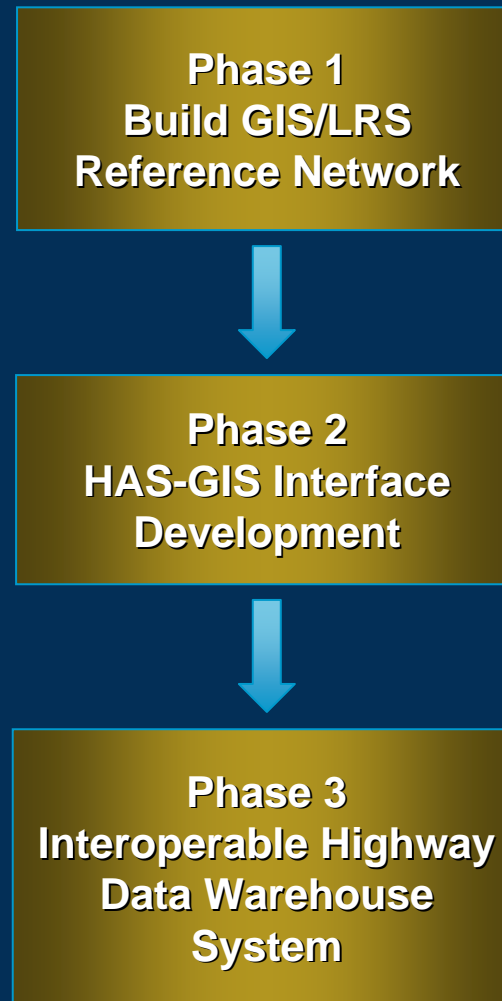 Phase 1
Build GIS/LRS
Reference Network
Phase 2
HAS-GIS Interface
Development
Phase 3
Interoperable Highway
Data Warehouse
System